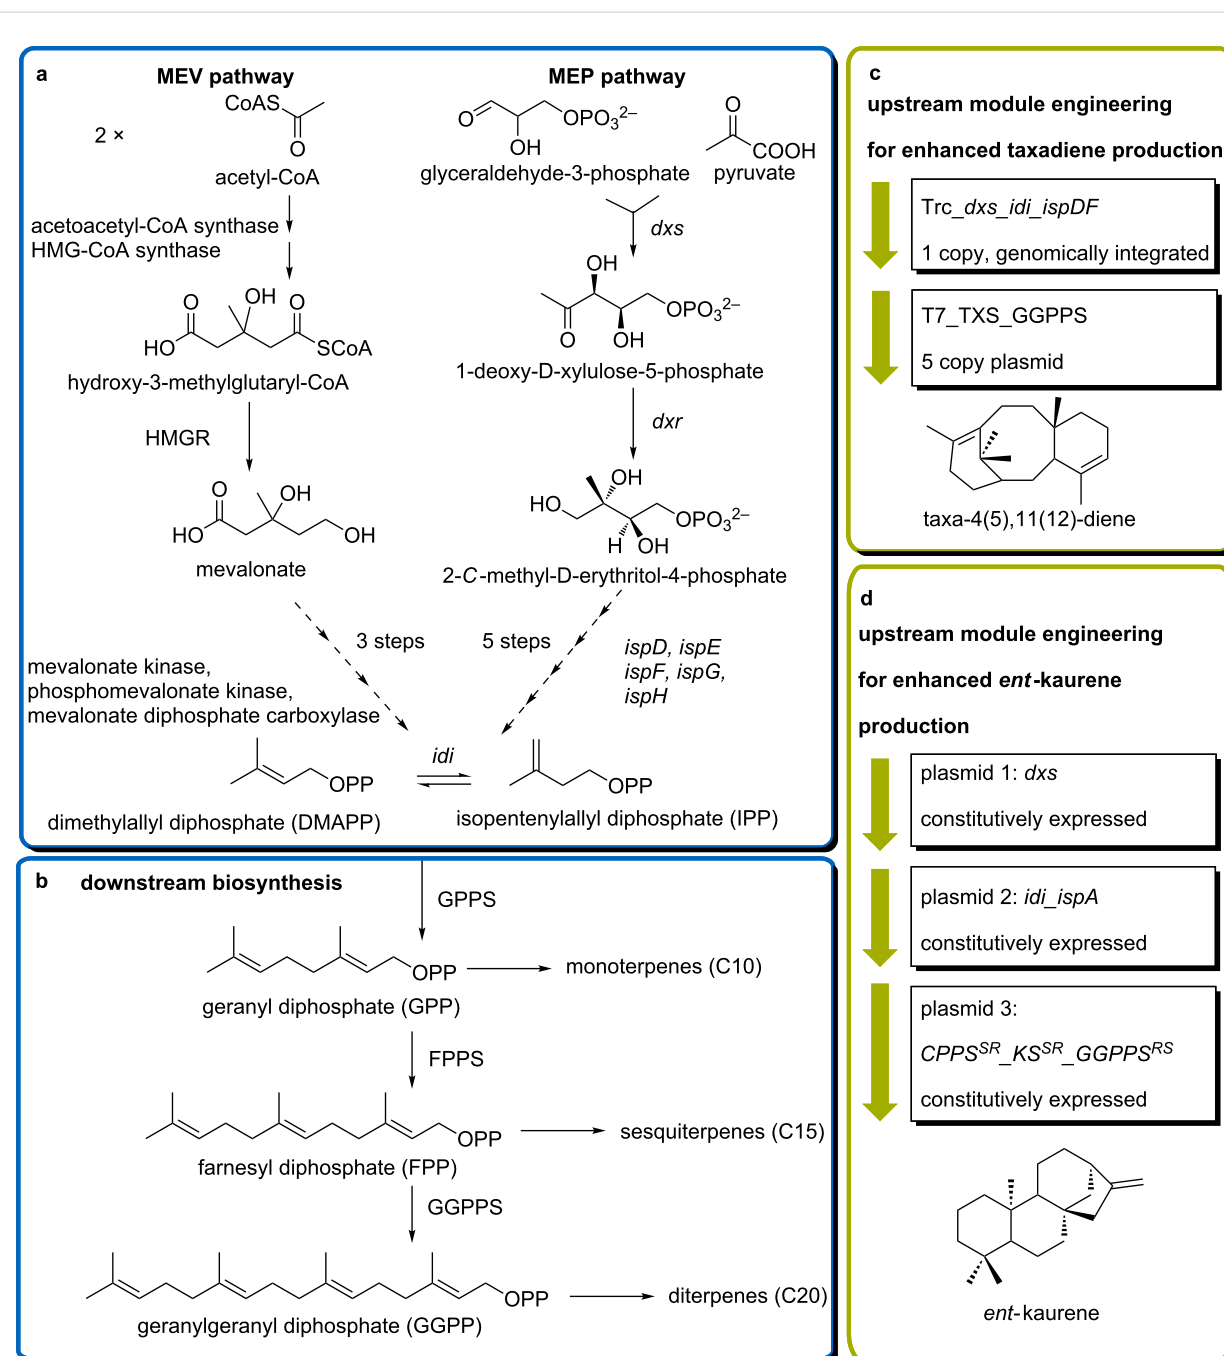 a
MEV pathway
MEP pathway
2 ×
CoAS
O
acetyl-CoA
O
OH
OPO₃²⁻
glyceraldehyde-3-phosphate
O
COOH
pyruvate
acetoacetyl-CoA synthase
HMG-CoA synthase
dxs
O
HO
OH
O
SCoA
hydroxy-3-methylglutaryl-CoA
OH
O
OH
OPO₃²⁻
1-deoxy-D-xylulose-5-phosphate
HMGR
dxr
O
HO
OH
OH
mevalonate
HO
OH
H
OH
OPO₃²⁻
2-C-methyl-D-erythritol-4-phosphate
3 steps
5 steps
mevalonate kinase,
phosphomevalonate kinase,
mevalonate diphosphate carboxylase
ispD, ispE
ispF, ispG,
ispH
idi
OPP
dimethylallyl diphosphate (DMAPP)
OPP
isopentenylallyl diphosphate (IPP)
b
downstream biosynthesis
GPPS
OPP
monoterpenes (C10)
geranyl diphosphate (GPP)
FPPS
OPP
sesquiterpenes (C15)
farnesyl diphosphate (FPP)
GGPPS
OPP
diterpenes (C20)
geranylgeranyl diphosphate (GGPP)
c
upstream module engineering
for enhanced taxadiene production
Trc_dxs_idi_ispDF
1 copy, genomically integrated
T7_TXS_GGPPS
5 copy plasmid
taxa-4(5),11(12)-diene
d
upstream module engineering
for enhanced ent-kaurene
production
plasmid 1: dxs
constitutively expressed
plasmid 2: idi_ispA
constitutively expressed
plasmid 3:
CPPSˢᴿ_KSˢᴿ_GGPPSᴿˢ
constitutively expressed
ent-kaurene